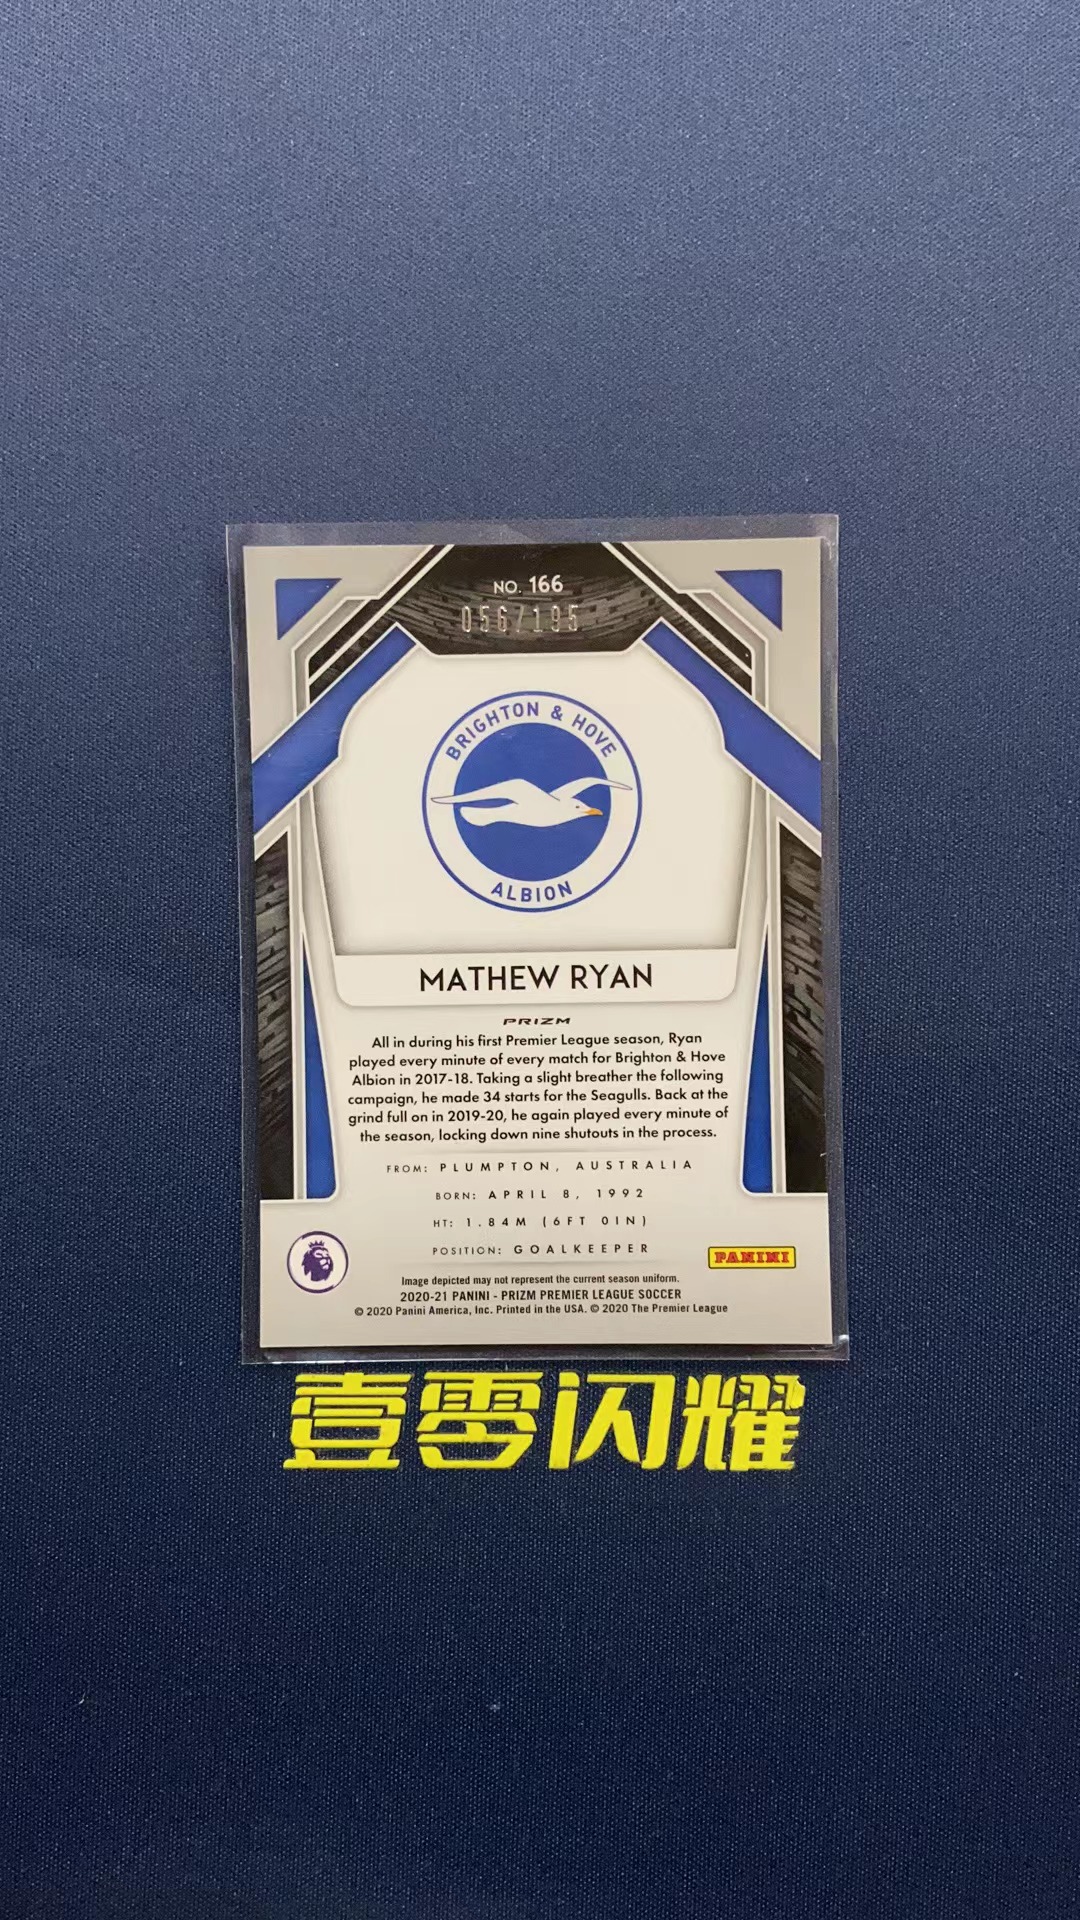 NO. 166
056/195
BRIGHTON & HOVE
ALBION
MATHEW RYAN
PRIZM
All in during his first Premier League season, Ryan
played every minute of every match for Brighton & Hove
Albion in 2017-18. Taking a slight breather the following
campaign, he made 34 starts for the Seagulls. Back at the
grind full on in 2019-20, he again played every minute of
the season, locking down nine shutouts in the process.
FROM: PLUMPTON, AUSTRALIA
BORN: APRIL 8, 1992
HT: 1.84M (6FT 0IN)
POSITION: GOALKEEPER
PANINI
Image depicted may not represent the current season uniform.
2020-21 PANINI - PRIZM PREMIER LEAGUE SOCCER
© 2020 Panini America, Inc. Printed in the USA. © 2020 The Premier League
壹零闪耀